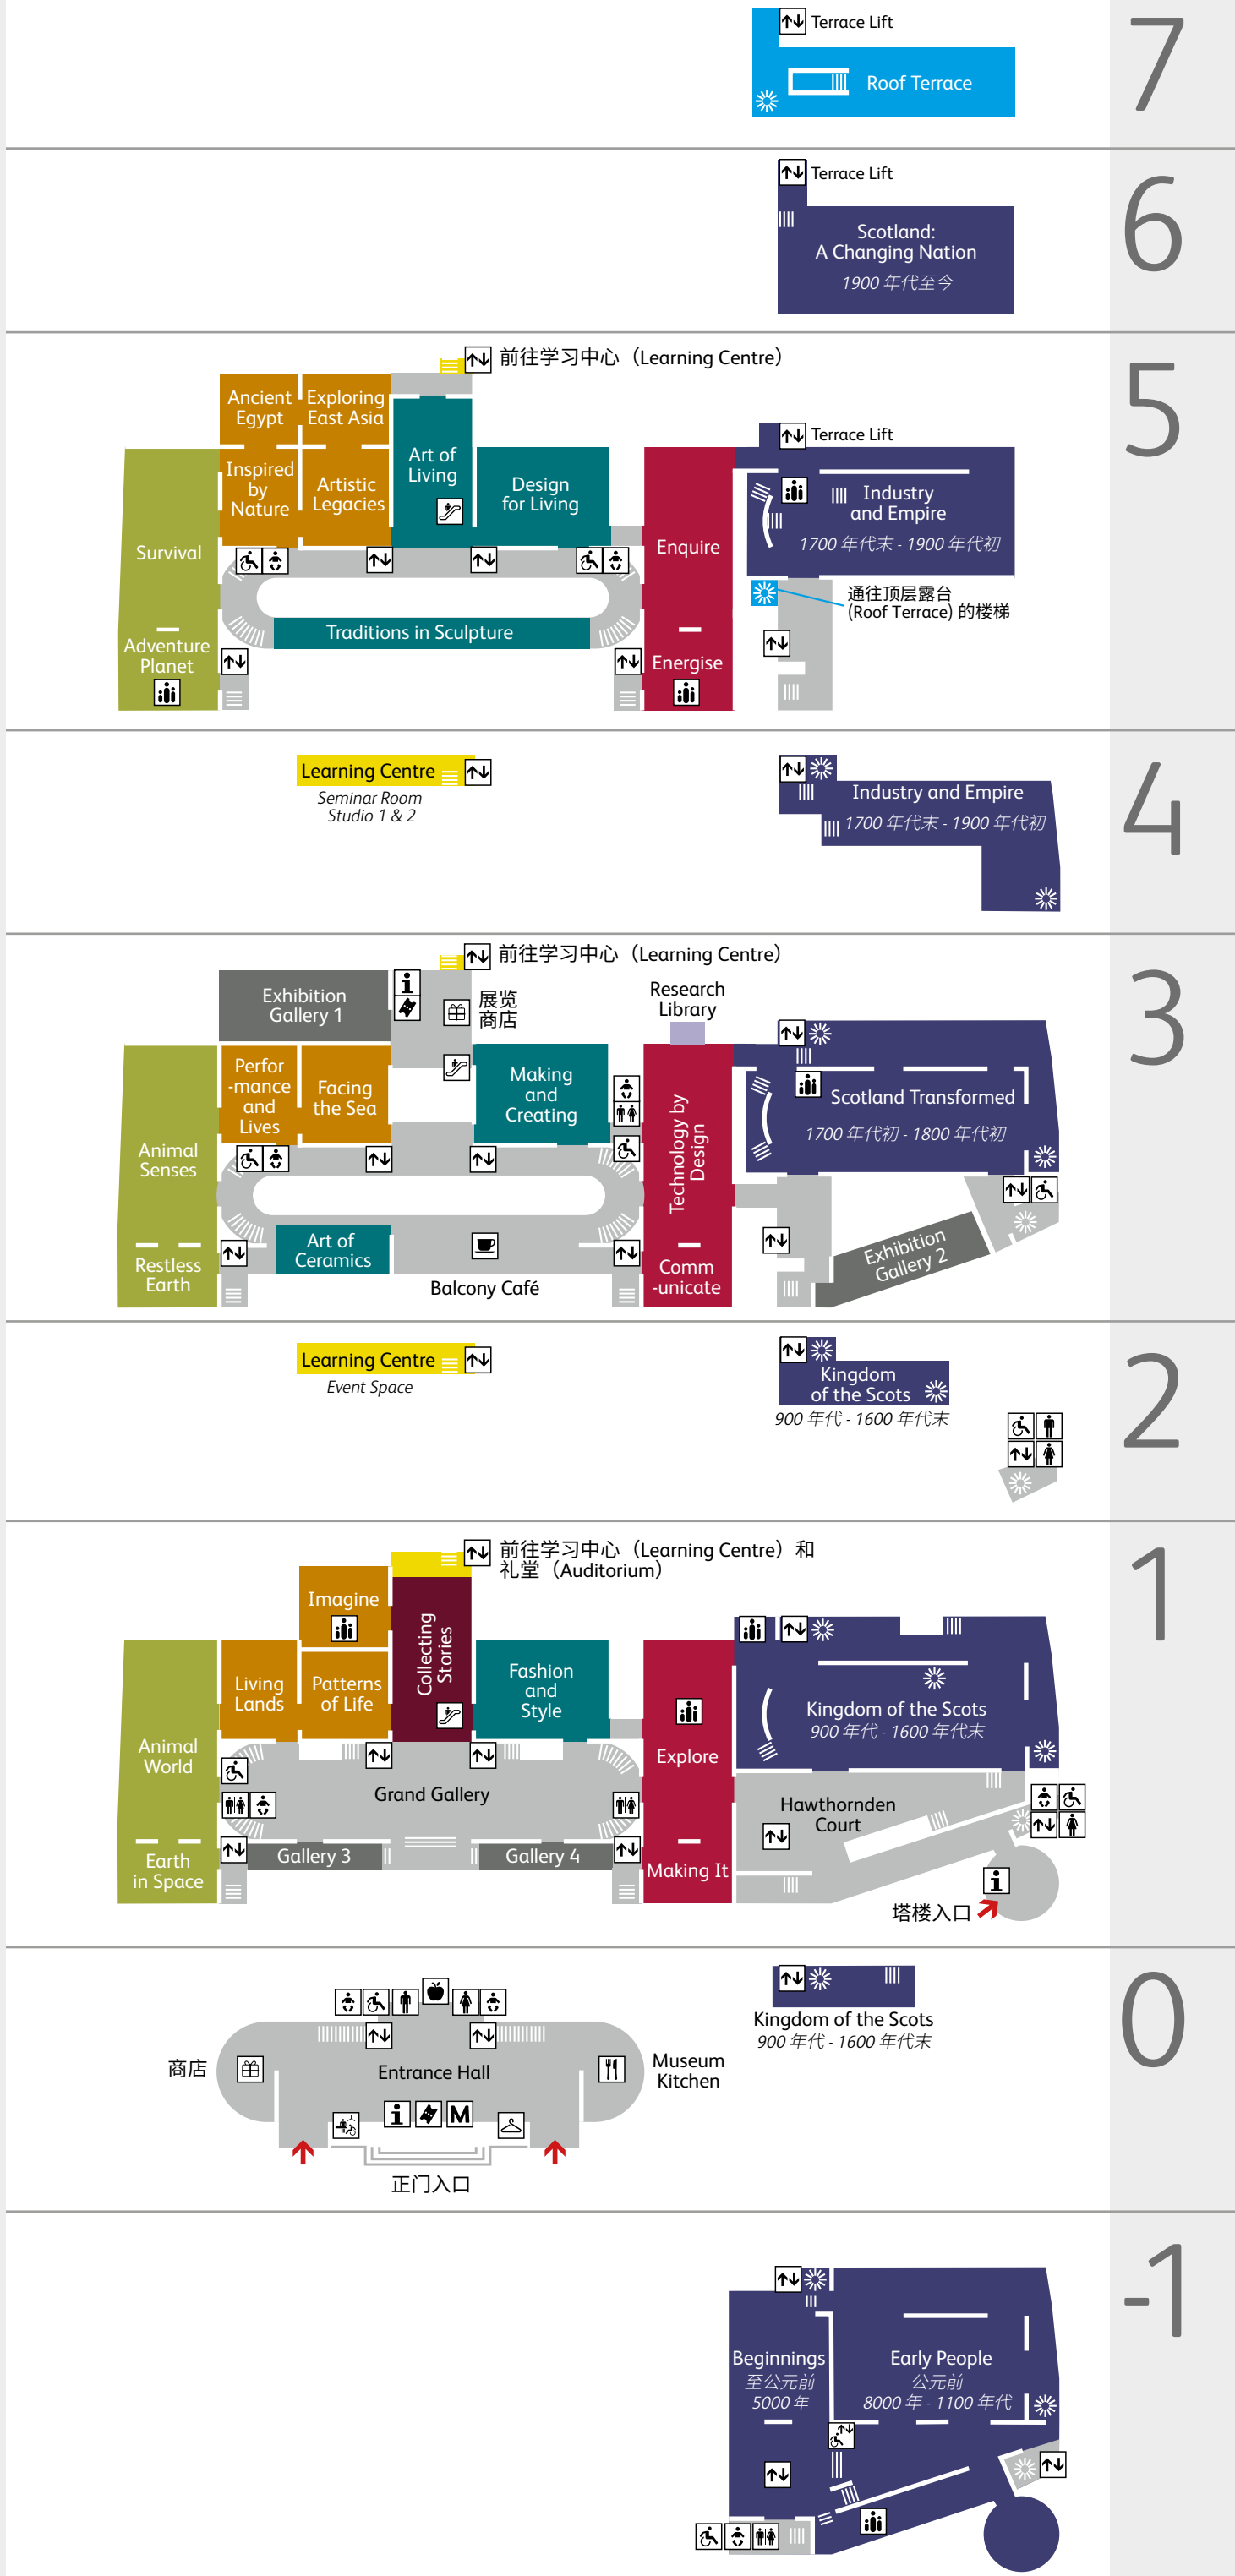 Terrace Lift
Roof Terrace
7
Terrace Lift
Scotland:
A Changing Nation
1900 年代至今
6
前往学习中心（Learning Centre）
Ancient
Egypt
Exploring
East Asia
Inspired
by
Nature
Artistic
Legacies
Art of
Living
Design
for Living
Survival
Adventure
Planet
Traditions in Sculpture
Enquire
Energise
Terrace Lift
Industry
and Empire
1700 年代末 - 1900 年代初
通往顶层露台
(Roof Terrace) 的楼梯
5
Learning Centre
Seminar Room
Studio 1 & 2
Industry and Empire
1700 年代末 - 1900 年代初
4
前往学习中心（Learning Centre）
Exhibition
Gallery 1
展览
商店
Research
Library
Perfor
-mance
and
Lives
Facing
the Sea
Making
and
Creating
Animal
Senses
Restless
Earth
Art of
Ceramics
Balcony Café
Technology by
Design
Comm
-unicate
Scotland Transformed
1700 年代初 - 1800 年代初
Exhibition
Gallery 2
3
Learning Centre
Event Space
Kingdom
of the Scots
900 年代 - 1600 年代末
2
前往学习中心（Learning Centre）和
礼堂（Auditorium）
Imagine
Collecting
Stories
Living
Lands
Patterns
of Life
Fashion
and
Style
Animal
World
Earth
in Space
Grand Gallery
Gallery 3
Gallery 4
Explore
Making It
Kingdom of the Scots
900 年代 - 1600 年代末
Hawthornden
Court
塔楼入口
1
商店
Entrance Hall
Museum
Kitchen
M
正门入口
Kingdom of the Scots
900 年代 - 1600 年代末
0
Beginnings
至公元前
5000 年
Early People
公元前
8000 年 - 1100 年代
-1